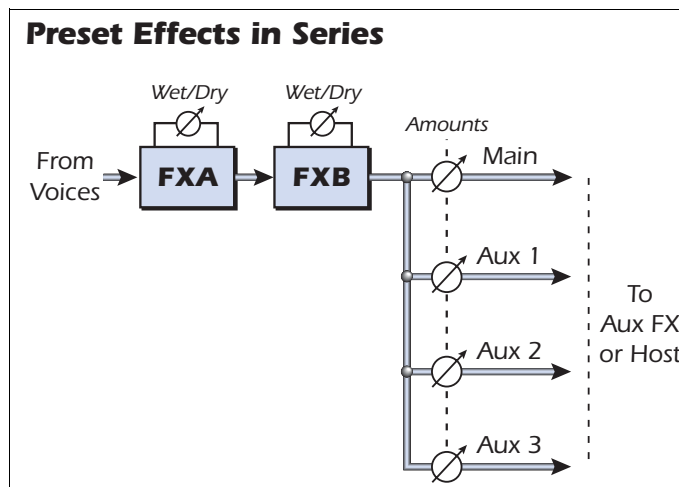 Preset Effects in Series
Wet/Dry
Wet/Dry
Amounts
From
Voices
FXA
FXB
Main
Aux 1
Aux 2
Aux 3
To
Aux FX
or Host